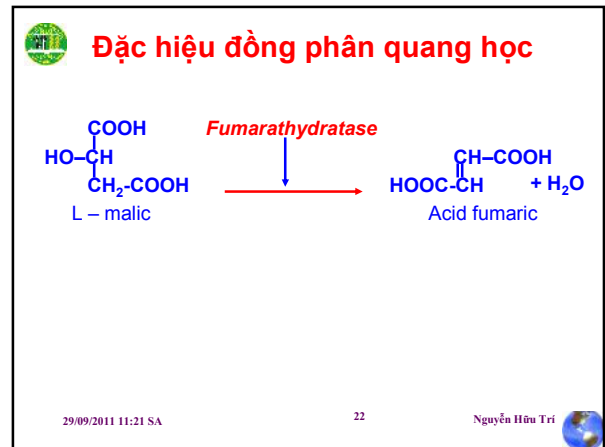 Đặc hiệu đồng phân quang học
COOH
HO–CH
CH₂-COOH
L – malic
Fumarathydratase
CH–COOH
HOOC-CH + H₂O
Acid fumaric
29/09/2011 11:21 SA
22
Nguyễn Hữu Trí